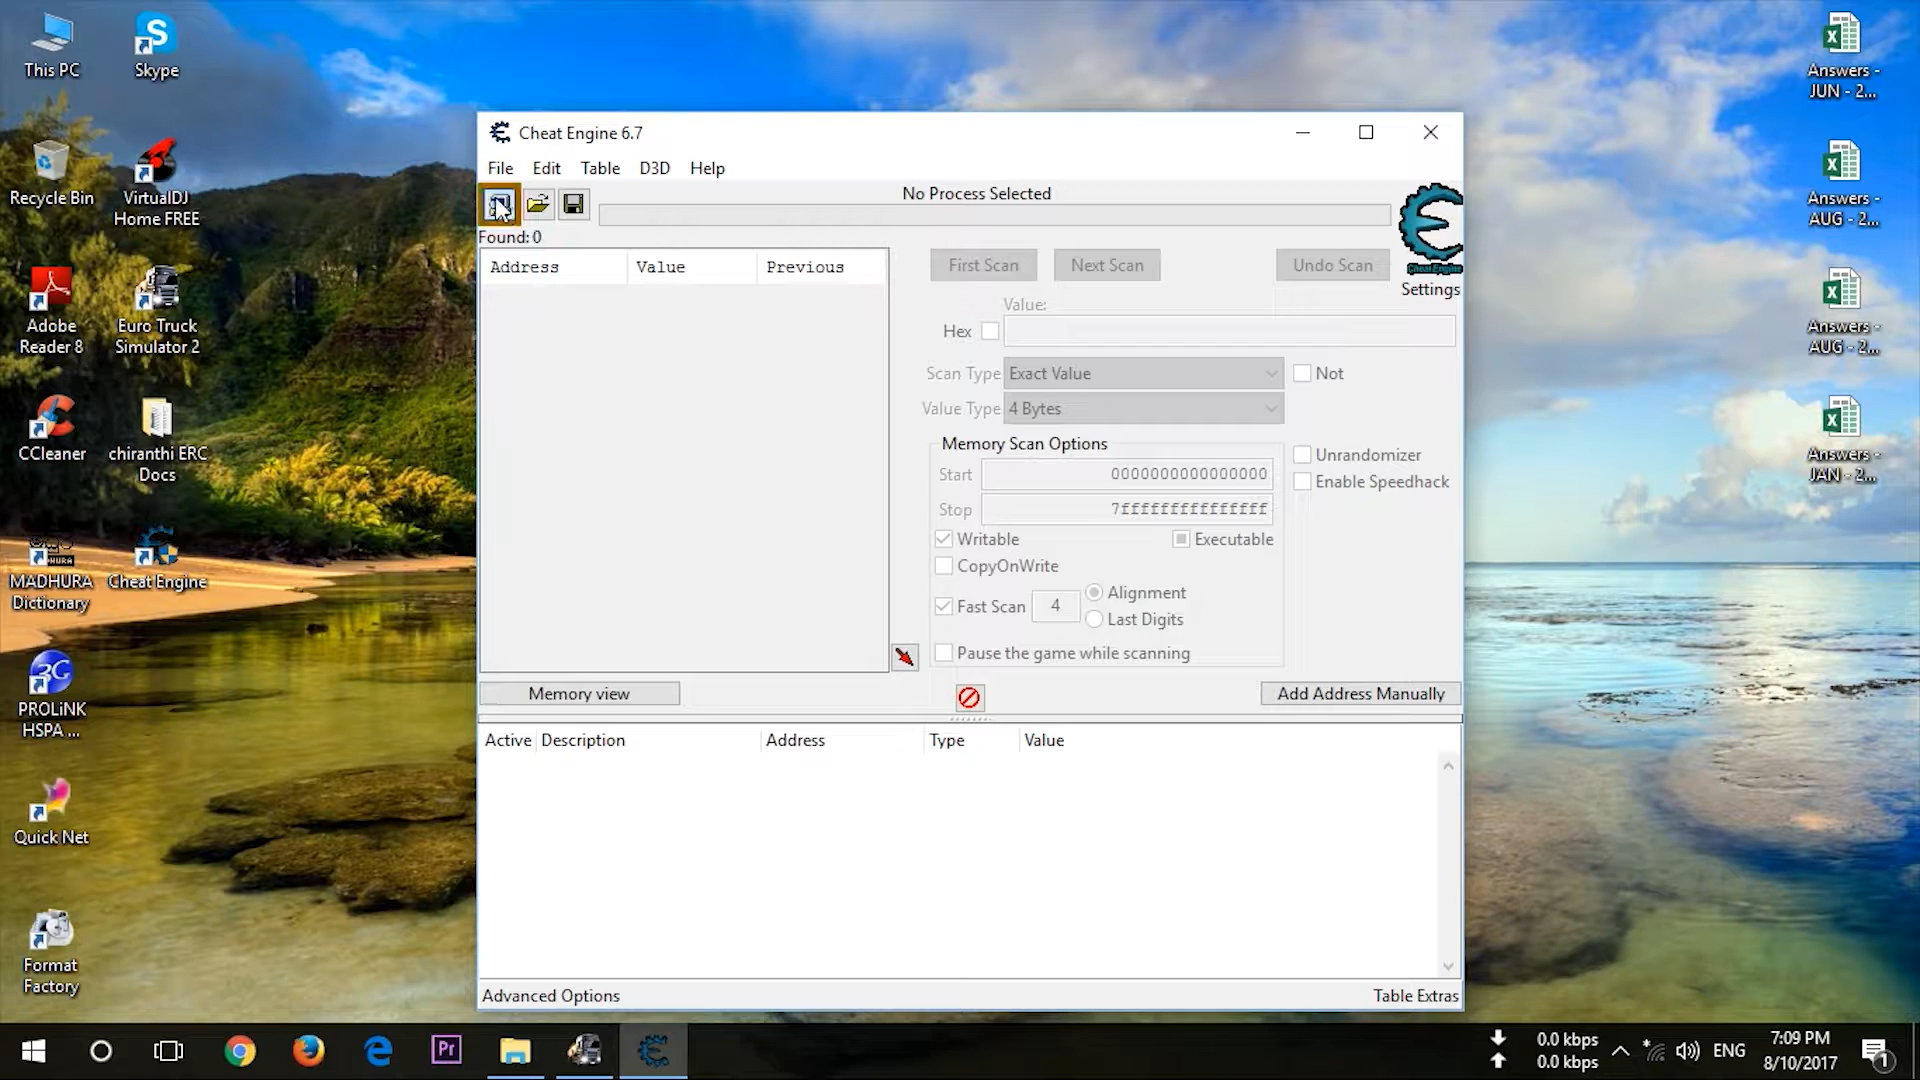 This PC
Skype
Recycle Bin
VirtualDJ
Home FREE
Adobe
Reader 8
Euro Truck
Simulator 2
CCleaner
chiranthi ERC
Docs
MADHURA
Dictionary
Cheat Engine
3G
PROLiNK
HSPA ...
Quick Net
Format
Factory
Answers -
JUN - 2...
Answers -
AUG - 2...
Answers -
AUG - 2...
Answers -
JAN - 2...
Cheat Engine 6.7
File Edit Table D3D Help
No Process Selected
Found: 0
Address Value Previous
First Scan Next Scan Undo Scan
Cheat Engine
Settings
Value:
Hex
Scan Type Exact Value Not
Value Type 4 Bytes
Memory Scan Options
Start 0000000000000000
Stop 7fffffffffffffff
Unrandomizer
Enable Speedhack
Writable Executable
CopyOnWrite
Fast Scan 4 Alignment
Last Digits
Pause the game while scanning
Memory view Add Address Manually
Active Description Address Type Value
Advanced Options Table Extras
Pr
0.0 kbps
0.0 kbps
ENG
7:09 PM
8/10/2017
1